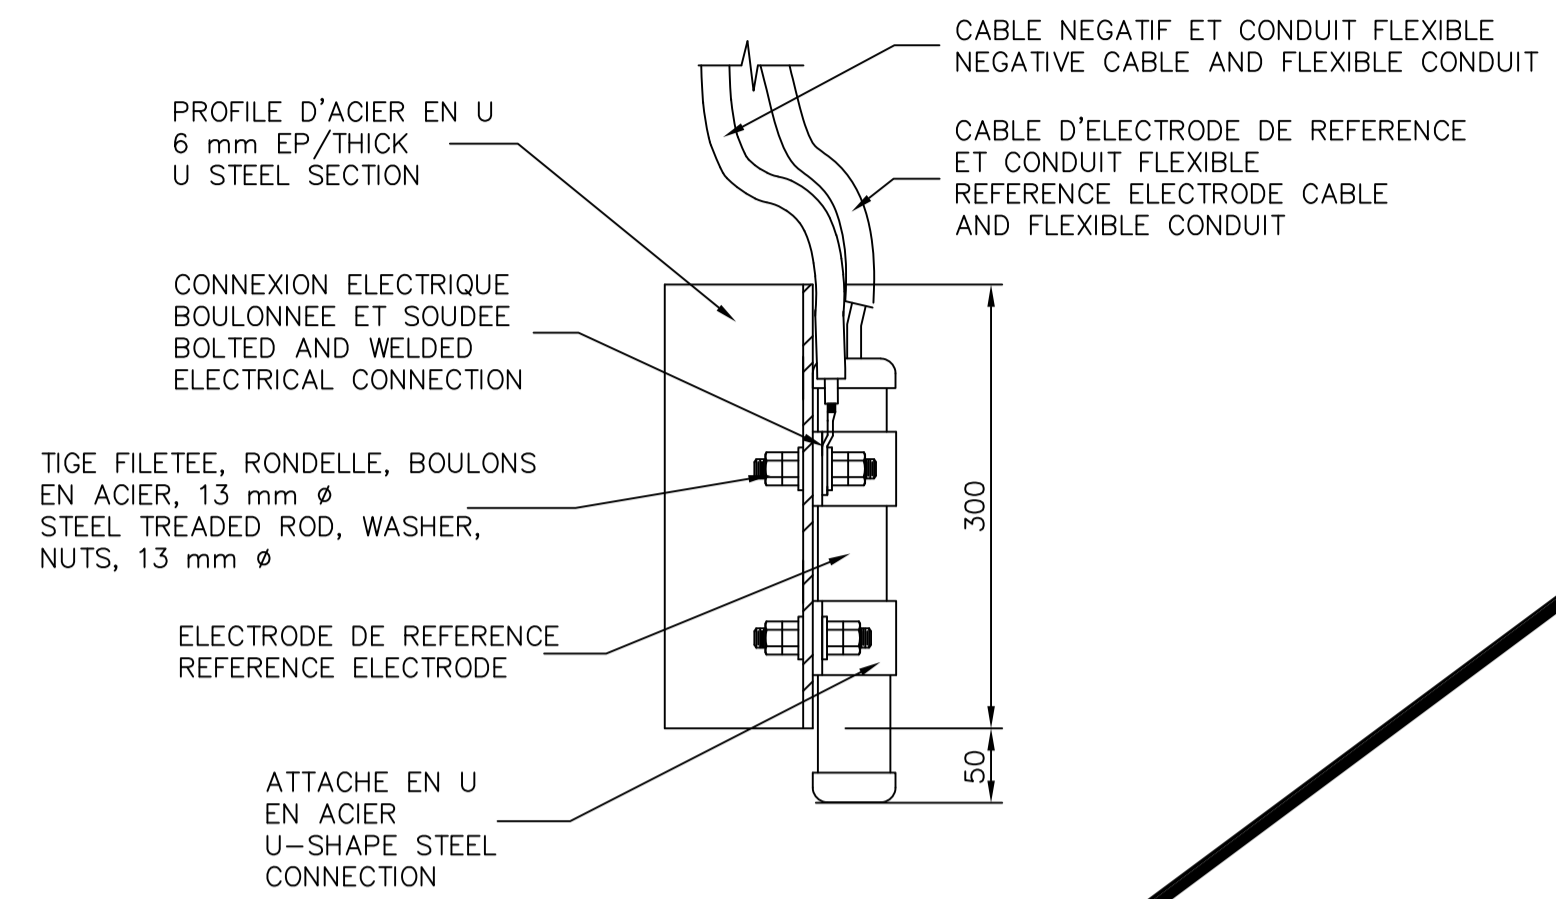 CABLE NEGATIF ET CONDUIT FLEXIBLE
NEGATIVE CABLE AND FLEXIBLE CONDUIT
PROFILE D'ACIER EN U
6 mm EP/THICK
U STEEL SECTION
CABLE D'ELECTRODE DE REFERENCE
ET CONDUIT FLEXIBLE
REFERENCE ELECTRODE CABLE
AND FLEXIBLE CONDUIT
CONNEXION ELECTRIQUE
BOULONNEE ET SOUDEE
BOLTED AND WELDED
ELECTRICAL CONNECTION
TIGE FILETEE, RONDELLE, BOULONS
EN ACIER, 13 mm ø
STEEL TREADED ROD, WASHER,
NUTS, 13 mm ø
300
ELECTRODE DE REFERENCE
REFERENCE ELECTRODE
50
ATTACHE EN U
EN ACIER
U-SHAPE STEEL
CONNECTION